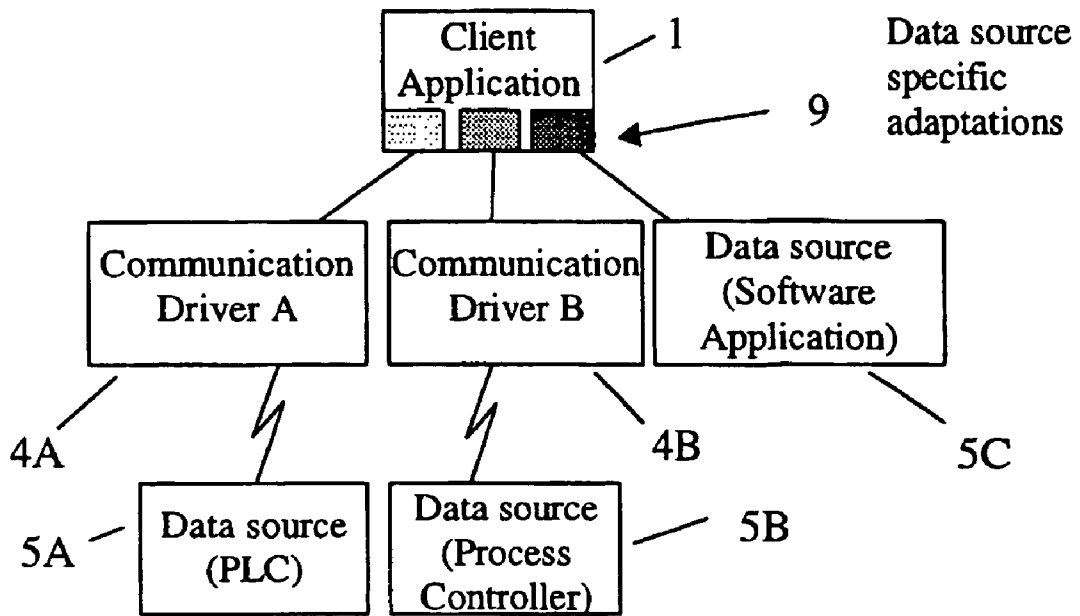 Client
Application
1
Data source
specific
adaptations
9
Communication
Driver A
Communication
Driver B
Data source
(Software
Application)
4A
4B
5C
5A
Data source
(PLC)
Data source
(Process
Controller)
5B